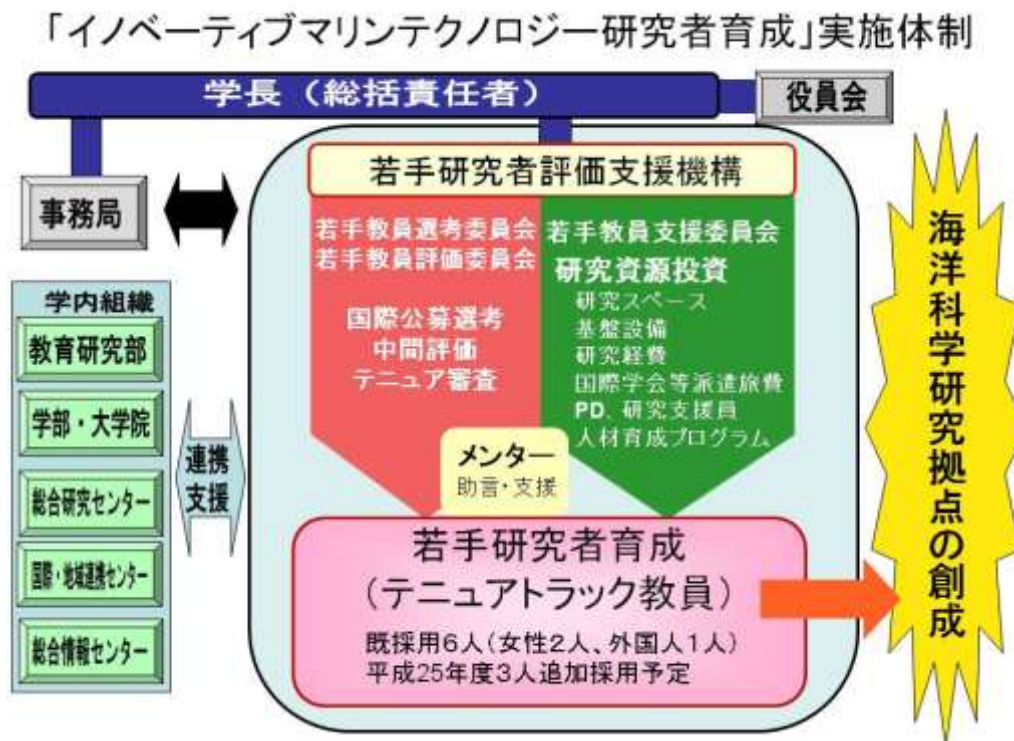 「イノベーティブマリンテクノロジー研究者育成」実施体制
学長（総括責任者）
役員会
事務局
若手研究者評価支援機構
若手教員選考委員会
若手教員評価委員会
国際公募選考
中間評価
テニュア審査
若手教員支援委員会
研究資源投資
研究スペース
基盤設備
研究経費
国際学会等派遣旅費
PD、研究支援員
人材育成プログラム
メンター
助言・支援
学内組織
教育研究部
学部・大学院
総合研究センター
国際・地域連携センター
総合情報センター
連携
支援
若手研究者育成
（テニュアトラック教員）
既採用6人（女性2人、外国人1人）
平成25年度3人追加採用予定
海洋科学研究拠点の創成